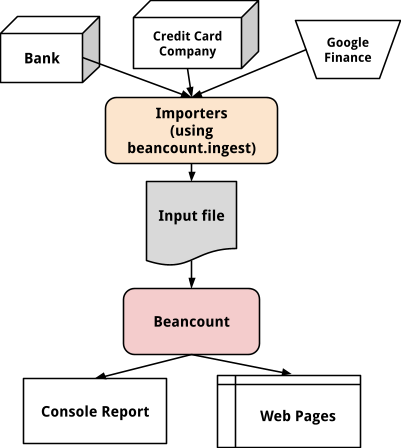 Bank
Credit Card
Company
Google
Finance
Importers
(using
beancount.ingest)
Input file
Beancount
Console Report
Web Pages